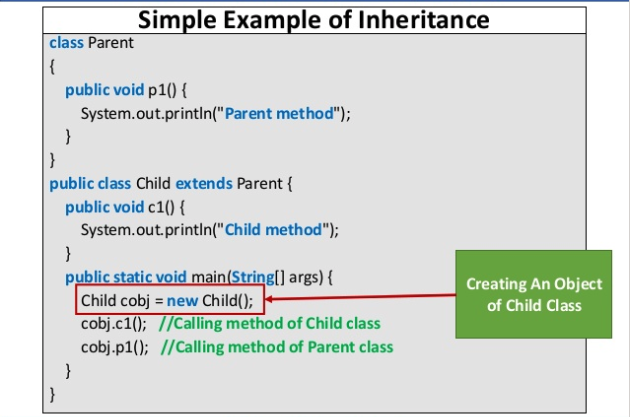 Simple Example of Inheritance
class Parent
{
public void p1() {
System.out.println("Parent method");
}
}
public class Child extends Parent {
public void c1() {
System.out.println("Child method");
}
public static void main(String[] args) {
Child cobj = new Child();
cobj.c1(); //Calling method of Child class
cobj.p1(); //Calling method of Parent class
}
}
Creating An Object
of Child Class